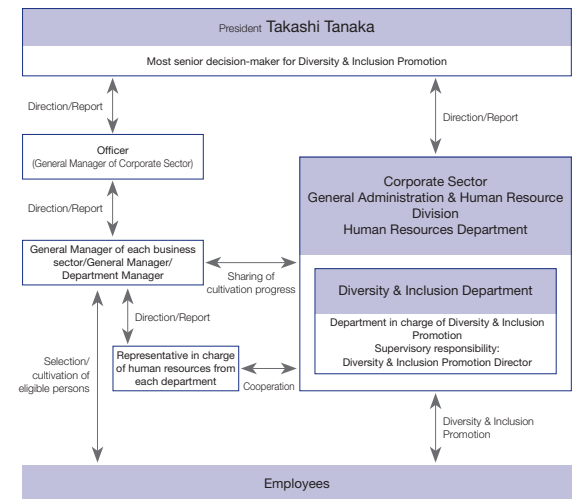 President Takashi Tanaka
Most senior decision-maker for Diversity & Inclusion Promotion
Direction/Report
Direction/Report
Officer
(General Manager of Corporate Sector)
Direction/Report
Corporate Sector
General Administration & Human Resource
Division
Human Resources Department
General Manager of each business
sector/General Manager/
Department Manager
Sharing of
cultivation progress
Diversity & Inclusion Department
Department in charge of Diversity & Inclusion
Promotion
Supervisory responsibility:
Diversity & Inclusion Promotion Director
Direction/Report
Selection/
cultivation of
eligible persons
Representative in charge
of human resources from
each department
Cooperation
Diversity & Inclusion
Promotion
Employees